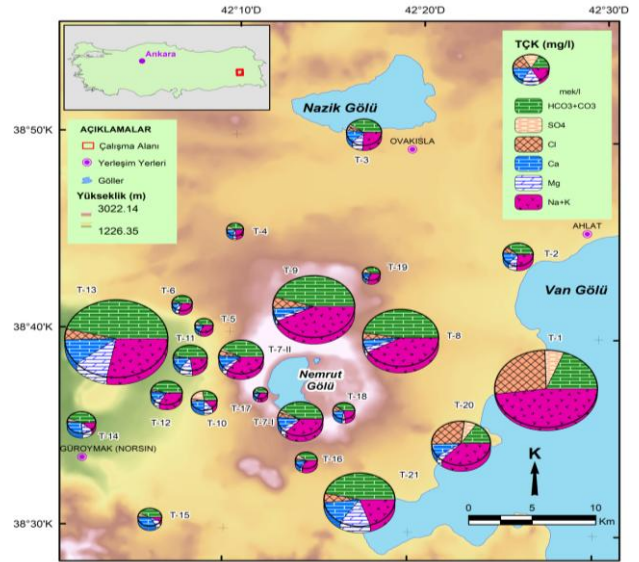 42°10'E
42°20'E
42°30'E
Ankara
TÇK (mg/l)
mek/l
HCO3+CO3
SO4
Cl
Ca
Mg
Na+K
Nazik Gölü
38°50'K
AÇIKLAMALAR
Çalışma Alanı
Yerleşim Yerleri
Göller
Yükseklik (m)
3022.14
1226.35
OVAKIŞLA
T-3
T-4
AHLAT
T-2
T-9
T-19
T-13
T-6
Van Gölü
38°40'K
T-5
T-11
T-7-II
T-8
T-1
Nemrut
Gölü
T-12
T-10
T-17
T-7-I
T-18
T-20
T-14
GÜROYMAK (NORŞIN)
T-16
K
T-21
T-15
38°30'K
0
5
10
Km